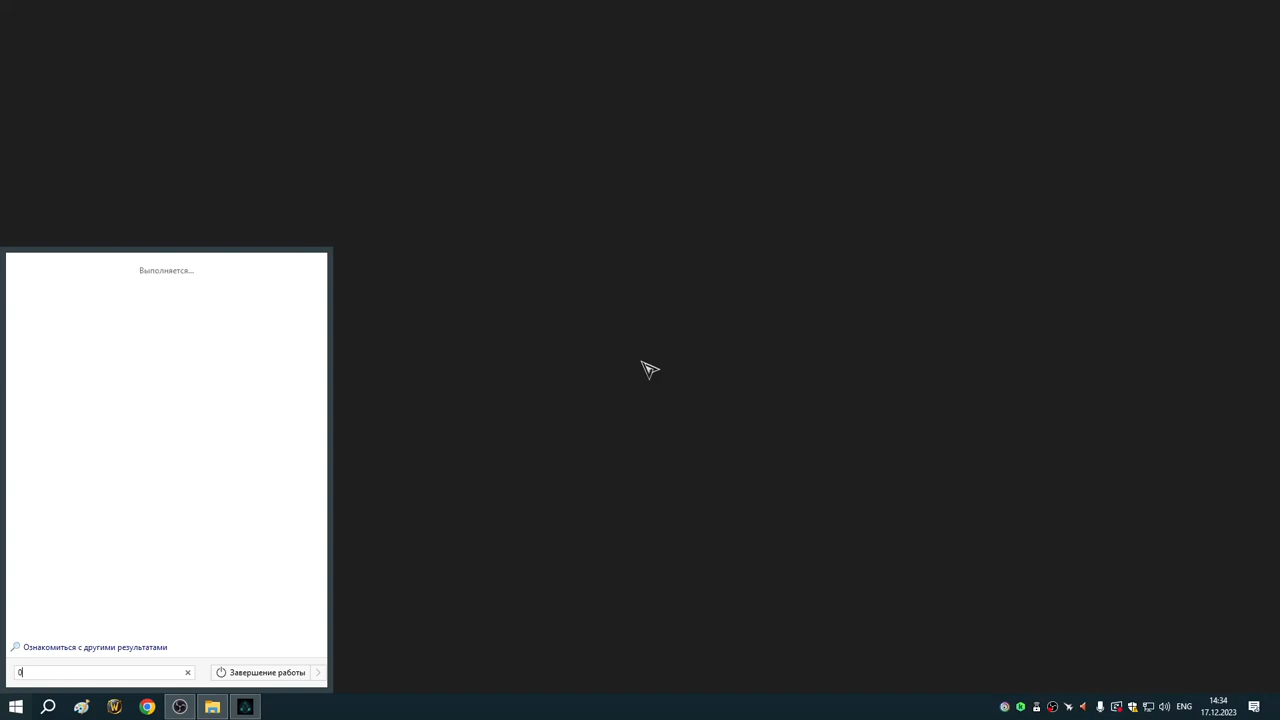 Выполняется...
Ознакомиться с другими результатами
0
Завершение работы
ENG
14:34
17.12.2023